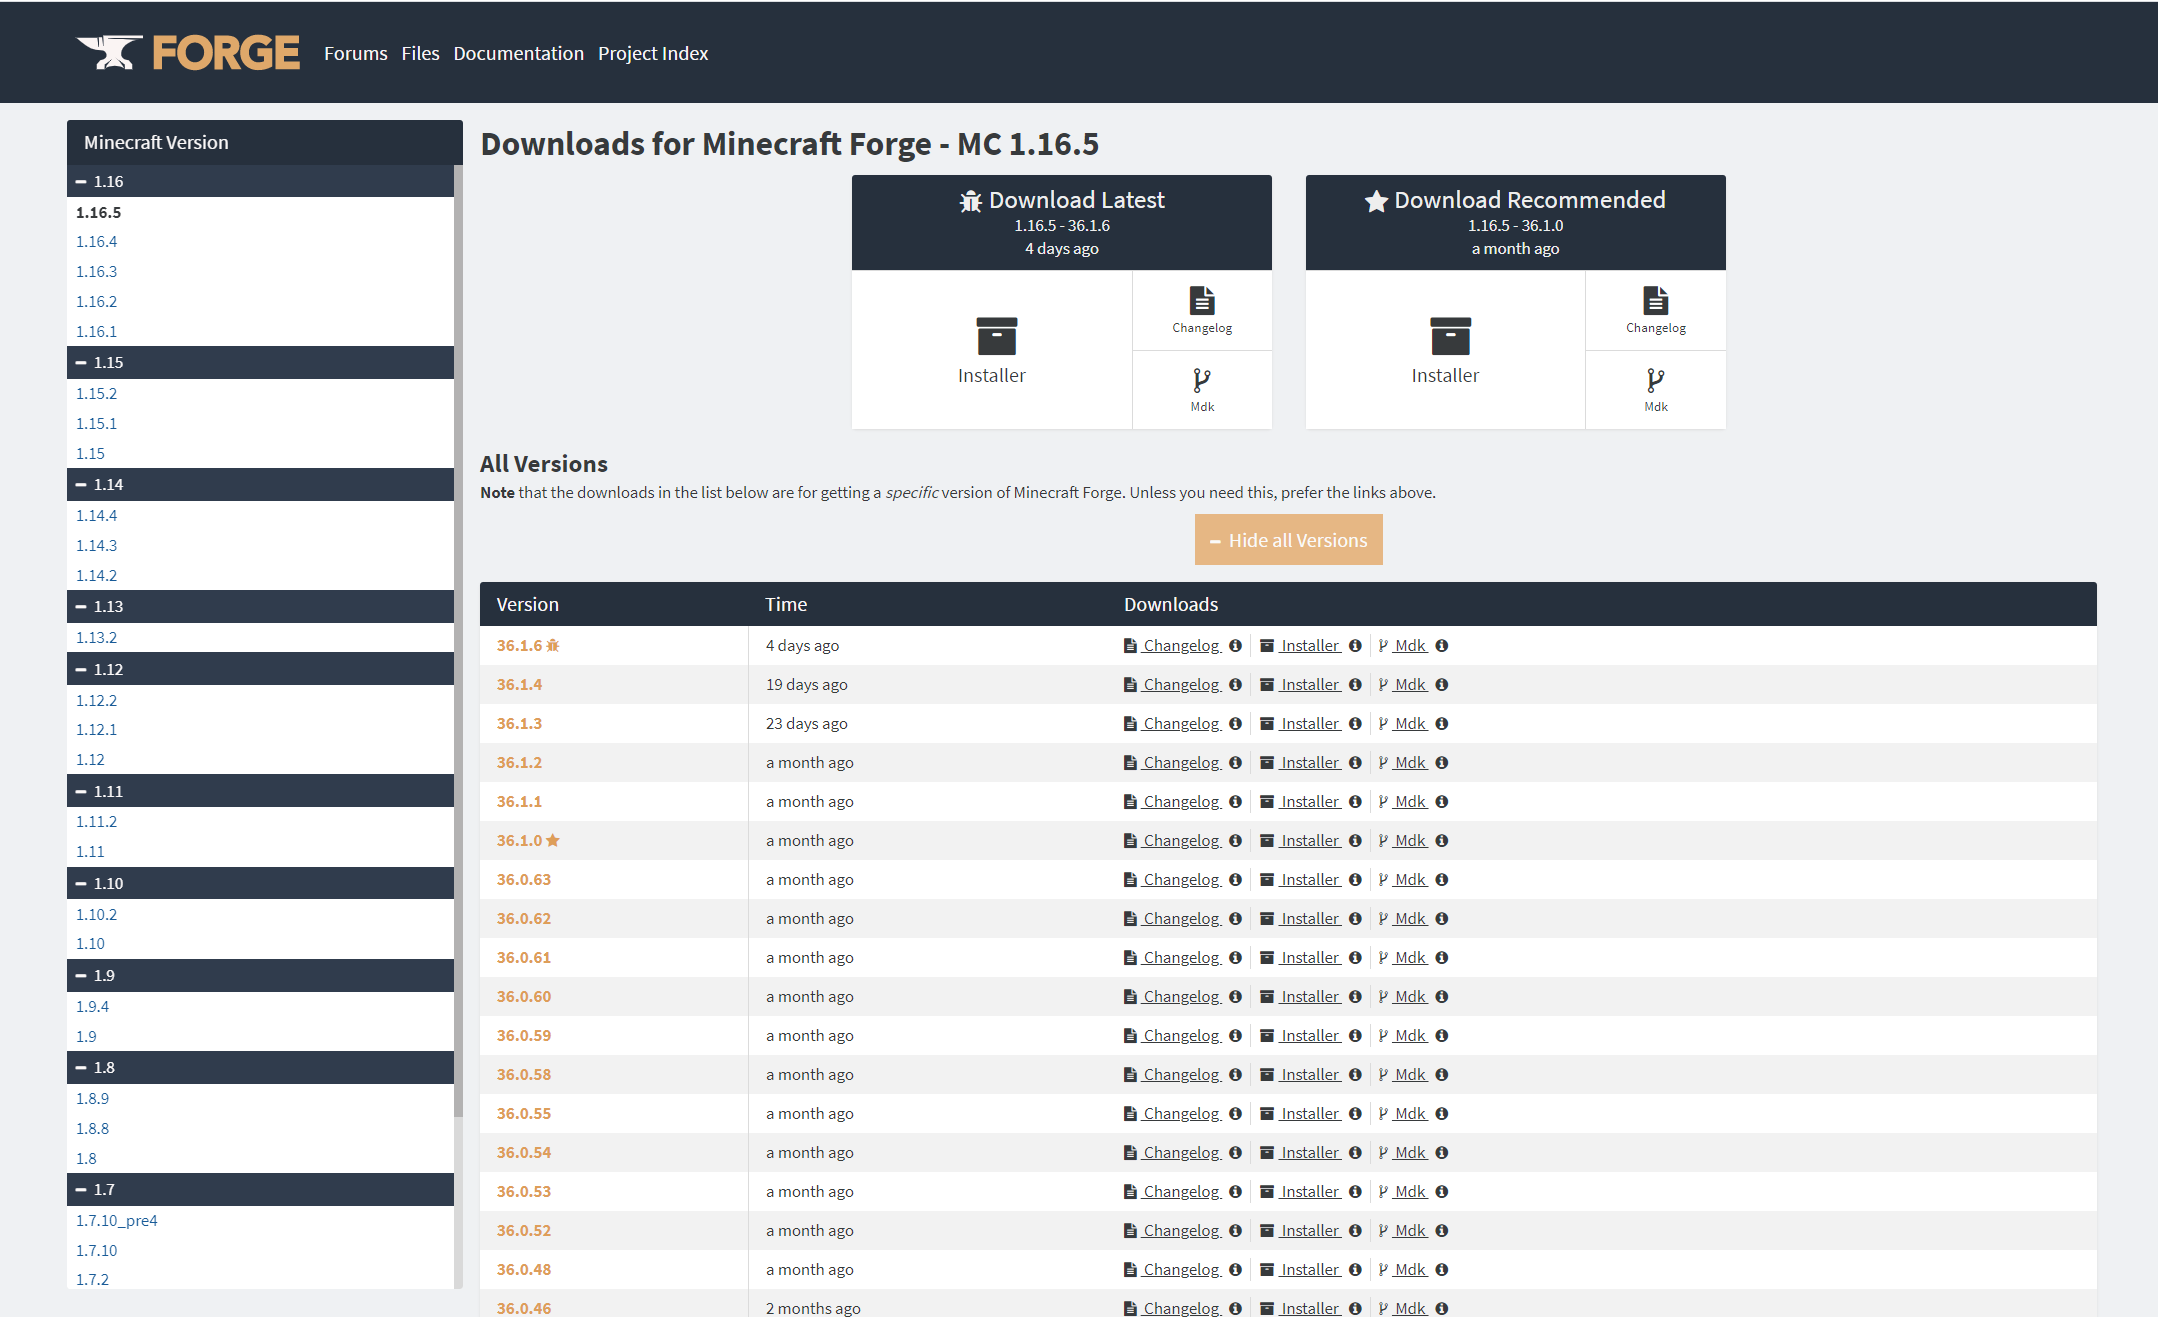 FORGE Forums Files Documentation Project Index
Minecraft Version
1.16
1.16.5
1.16.4
1.16.3
1.16.2
1.16.1
1.15
1.15.2
1.15.1
1.15
1.14
1.14.4
1.14.3
1.14.2
1.13
1.13.2
1.12
1.12.2
1.12.1
1.12
1.11
1.11.2
1.11
1.10
1.10.2
1.10
1.9
1.9.4
1.9
1.8
1.8.9
1.8.8
1.8
1.7
1.7.10_pre4
1.7.10
1.7.2
Downloads for Minecraft Forge - MC 1.16.5
Download Latest
1.16.5 - 36.1.6
4 days ago
Installer
Changelog
Mdk
Download Recommended
1.16.5 - 36.1.0
a month ago
Installer
Changelog
Mdk
All Versions
Note that the downloads in the list below are for getting a specific version of Minecraft Forge. Unless you need this, prefer the links above.
Hide all Versions
Version Time Downloads
36.1.6 4 days ago Changelog Installer Mdk
36.1.4 19 days ago Changelog Installer Mdk
36.1.3 23 days ago Changelog Installer Mdk
36.1.2 a month ago Changelog Installer Mdk
36.1.1 a month ago Changelog Installer Mdk
36.1.0 a month ago Changelog Installer Mdk
36.0.63 a month ago Changelog Installer Mdk
36.0.62 a month ago Changelog Installer Mdk
36.0.61 a month ago Changelog Installer Mdk
36.0.60 a month ago Changelog Installer Mdk
36.0.59 a month ago Changelog Installer Mdk
36.0.58 a month ago Changelog Installer Mdk
36.0.55 a month ago Changelog Installer Mdk
36.0.54 a month ago Changelog Installer Mdk
36.0.53 a month ago Changelog Installer Mdk
36.0.52 a month ago Changelog Installer Mdk
36.0.48 a month ago Changelog Installer Mdk
36.0.46 2 months ago Changelog Installer Mdk